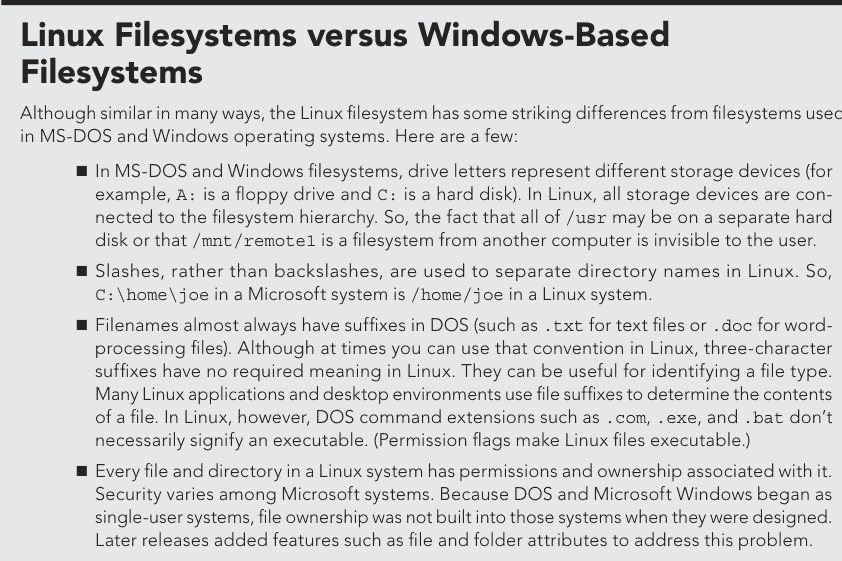 Linux Filesystems versus Windows-Based
Filesystems
Although similar in many ways, the Linux filesystem has some striking differences from filesystems used
in MS-DOS and Windows operating systems. Here are a few:
■ In MS-DOS and Windows filesystems, drive letters represent different storage devices (for
example, A: is a floppy drive and C: is a hard disk). In Linux, all storage devices are con-
nected to the filesystem hierarchy. So, the fact that all of /usr may be on a separate hard
disk or that /mnt/remote1 is a filesystem from another computer is invisible to the user.
■ Slashes, rather than backslashes, are used to separate directory names in Linux. So,
C:\home\joe in a Microsoft system is /home/joe in a Linux system.
■ Filenames almost always have suffixes in DOS (such as .txt for text files or .doc for word-
processing files). Although at times you can use that convention in Linux, three-character
suffixes have no required meaning in Linux. They can be useful for identifying a file type.
Many Linux applications and desktop environments use file suffixes to determine the contents
of a file. In Linux, however, DOS command extensions such as .com, .exe, and .bat don’t
necessarily signify an executable. (Permission flags make Linux files executable.)
■ Every file and directory in a Linux system has permissions and ownership associated with it.
Security varies among Microsoft systems. Because DOS and Microsoft Windows began as
single-user systems, file ownership was not built into those systems when they were designed.
Later releases added features such as file and folder attributes to address this problem.